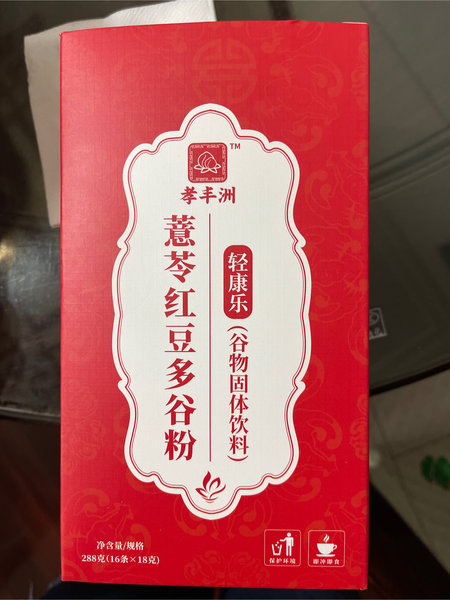 TM
孝丰洲
薏苓红豆多谷粉
轻康乐
(谷物固体饮料)
净含量/规格
288克(16条×18克)
保护环境
即冲即食